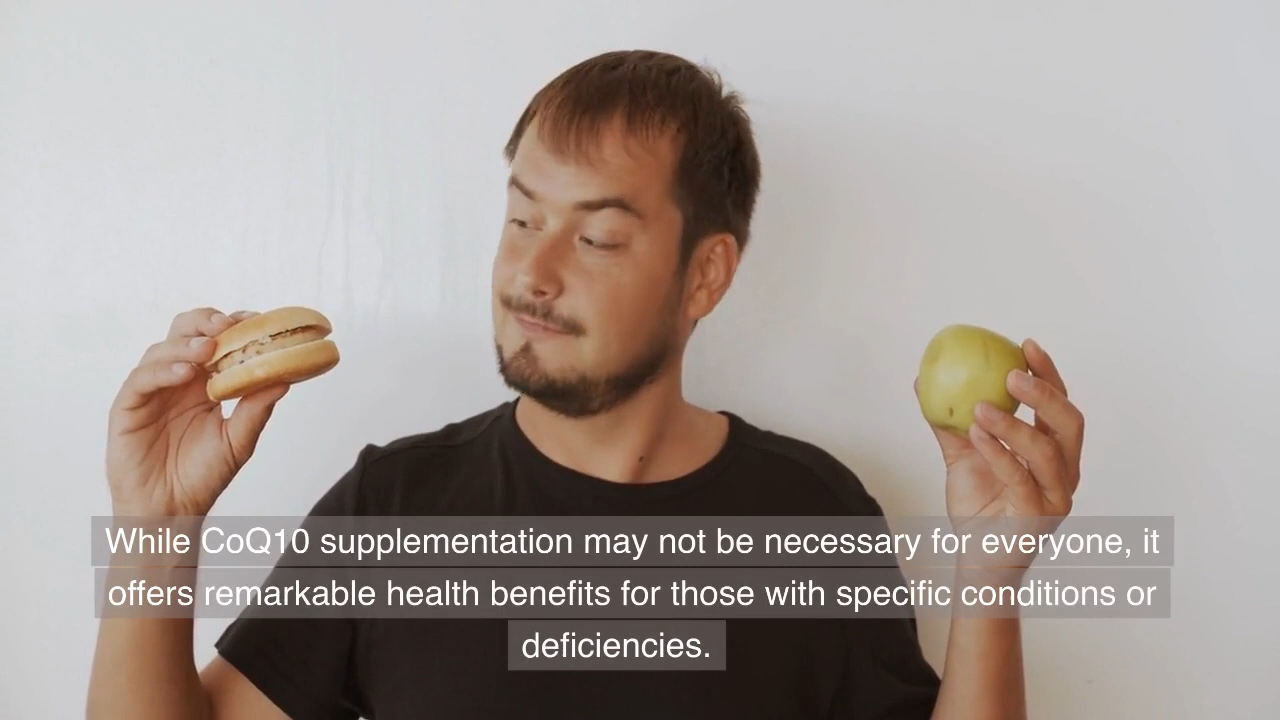 While CoQ10 supplementation may not be necessary for everyone, it
offers remarkable health benefits for those with specific conditions or
deficiencies.